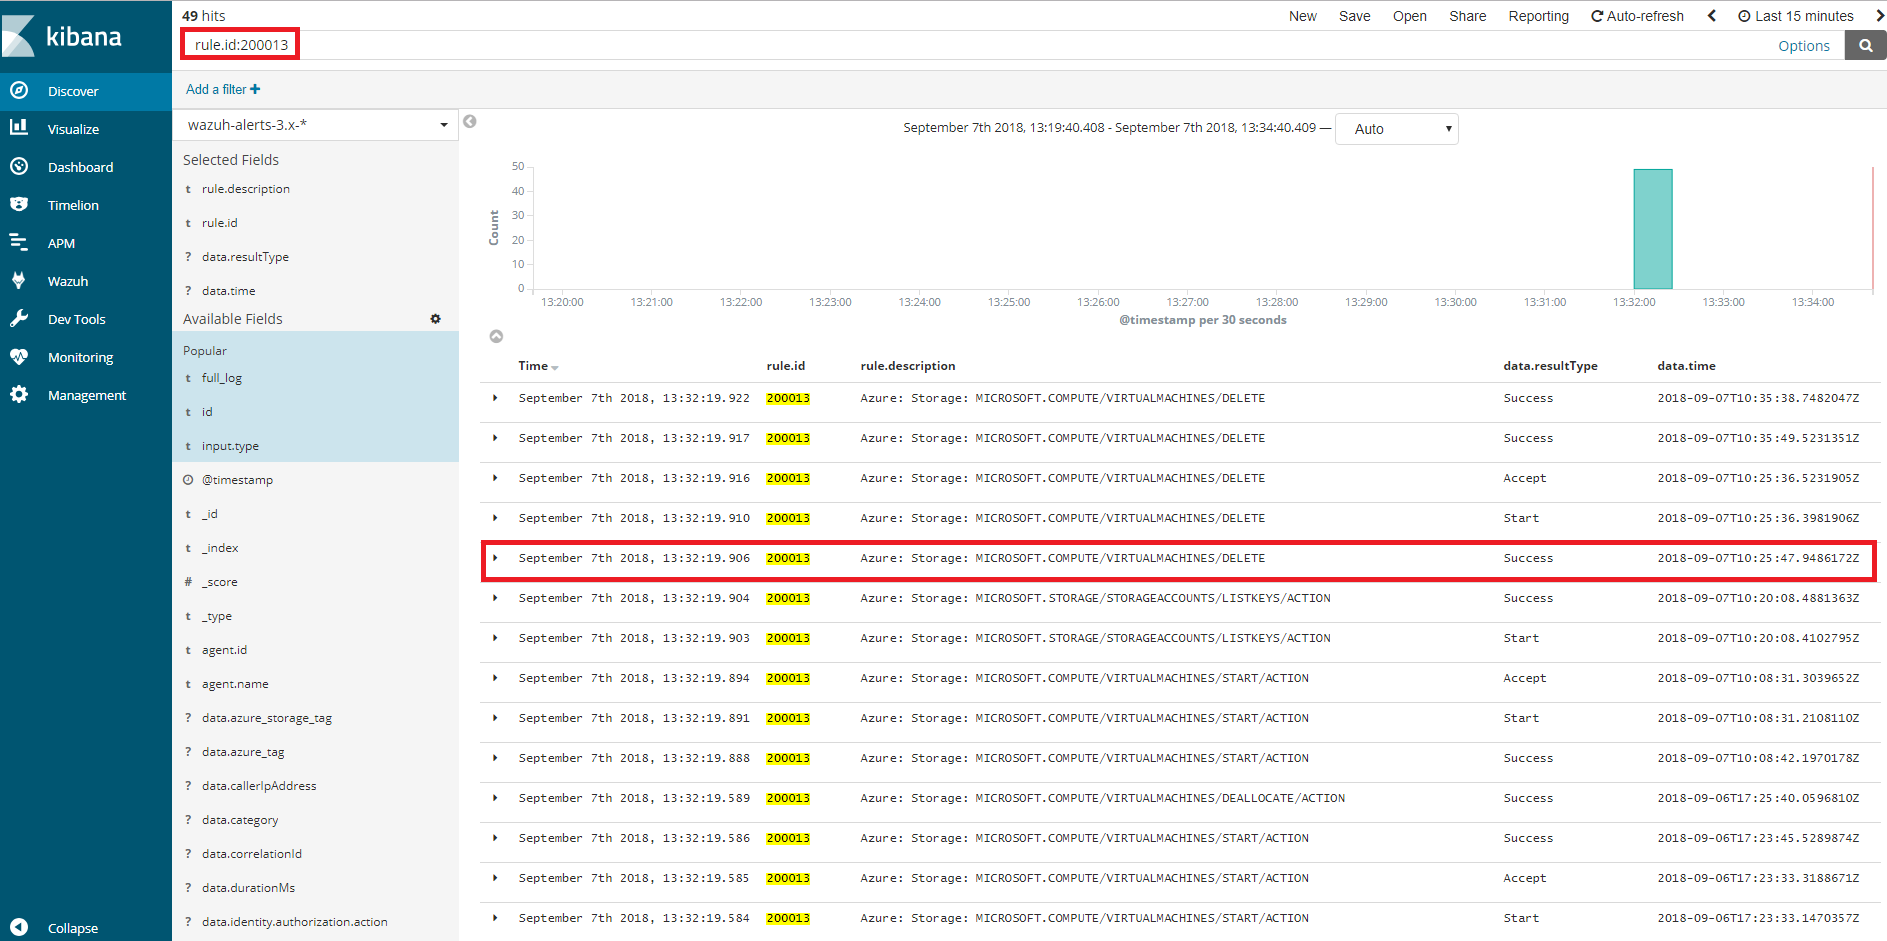 49 hits
New Save Open Share Reporting Auto-refresh Last 15 minutes
kibana
rule.id:200013
Options
Discover
Visualize
Dashboard
Timelion
APM
Wazuh
Dev Tools
Monitoring
Management
Collapse
Add a filter +
wazuh-alerts-3.x-*
Selected Fields
t rule.description
t rule.id
? data.resultType
? data.time
Available Fields
Popular
t full_log
t id
t input.type
@timestamp
t _id
t _index
# _score
t _type
t agent.id
t agent.name
? data.azure_storage_tag
? data.azure_tag
? data.callerIpAddress
? data.category
? data.correlationId
? data.durationMs
? data.identity.authorization.action
September 7th 2018, 13:19:40.408 - September 7th 2018, 13:34:40.409 — Auto
50
40
30
20
10
0
Count
13:20:00 13:21:00 13:22:00 13:23:00 13:24:00 13:25:00 13:26:00 13:27:00 13:28:00 13:29:00 13:30:00 13:31:00 13:32:00 13:33:00 13:34:00
@timestamp per 30 seconds
Time rule.id rule.description data.resultType data.time
September 7th 2018, 13:32:19.922 200013 Azure: Storage: MICROSOFT.COMPUTE/VIRTUALMACHINES/DELETE Success 2018-09-07T10:35:38.7482047Z
September 7th 2018, 13:32:19.917 200013 Azure: Storage: MICROSOFT.COMPUTE/VIRTUALMACHINES/DELETE Success 2018-09-07T10:35:49.5231351Z
September 7th 2018, 13:32:19.916 200013 Azure: Storage: MICROSOFT.COMPUTE/VIRTUALMACHINES/DELETE Accept 2018-09-07T10:25:36.5231905Z
September 7th 2018, 13:32:19.910 200013 Azure: Storage: MICROSOFT.COMPUTE/VIRTUALMACHINES/DELETE Start 2018-09-07T10:25:36.3981906Z
September 7th 2018, 13:32:19.906 200013 Azure: Storage: MICROSOFT.COMPUTE/VIRTUALMACHINES/DELETE Success 2018-09-07T10:25:47.9486172Z
September 7th 2018, 13:32:19.904 200013 Azure: Storage: MICROSOFT.STORAGE/STORAGEACCOUNTS/LISTKEYS/ACTION Success 2018-09-07T10:20:08.4881363Z
September 7th 2018, 13:32:19.903 200013 Azure: Storage: MICROSOFT.STORAGE/STORAGEACCOUNTS/LISTKEYS/ACTION Start 2018-09-07T10:20:08.4102795Z
September 7th 2018, 13:32:19.894 200013 Azure: Storage: MICROSOFT.COMPUTE/VIRTUALMACHINES/START/ACTION Accept 2018-09-07T10:08:31.3039652Z
September 7th 2018, 13:32:19.891 200013 Azure: Storage: MICROSOFT.COMPUTE/VIRTUALMACHINES/START/ACTION Start 2018-09-07T10:08:31.2108110Z
September 7th 2018, 13:32:19.888 200013 Azure: Storage: MICROSOFT.COMPUTE/VIRTUALMACHINES/START/ACTION Success 2018-09-07T10:08:42.1970178Z
September 7th 2018, 13:32:19.589 200013 Azure: Storage: MICROSOFT.COMPUTE/VIRTUALMACHINES/DEALLOCATE/ACTION Success 2018-09-06T17:25:40.0596810Z
September 7th 2018, 13:32:19.586 200013 Azure: Storage: MICROSOFT.COMPUTE/VIRTUALMACHINES/START/ACTION Success 2018-09-06T17:23:45.5289874Z
September 7th 2018, 13:32:19.585 200013 Azure: Storage: MICROSOFT.COMPUTE/VIRTUALMACHINES/START/ACTION Accept 2018-09-06T17:23:33.3188671Z
September 7th 2018, 13:32:19.584 200013 Azure: Storage: MICROSOFT.COMPUTE/VIRTUALMACHINES/START/ACTION Start 2018-09-06T17:23:33.1470357Z